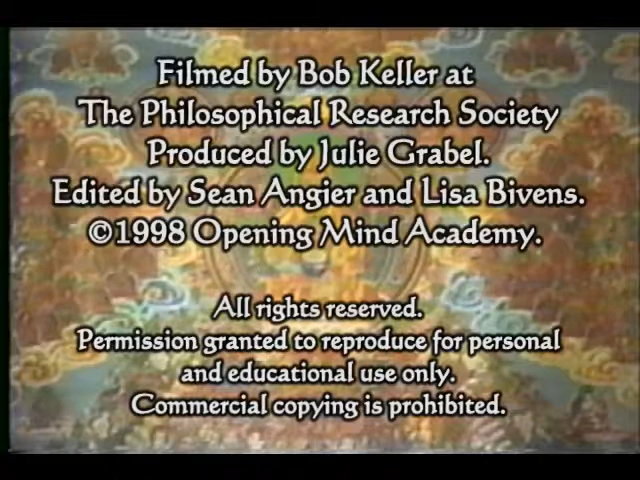 Filmed by Bob Keller at
The Philosophical Research Society
Produced by Julie Grabel.
Edited by Sean Angier and Lisa Bivens.
©1998 Opening Mind Academy.
All rights reserved.
Permission granted to reproduce for personal
and educational use only.
Commercial copying is prohibited.